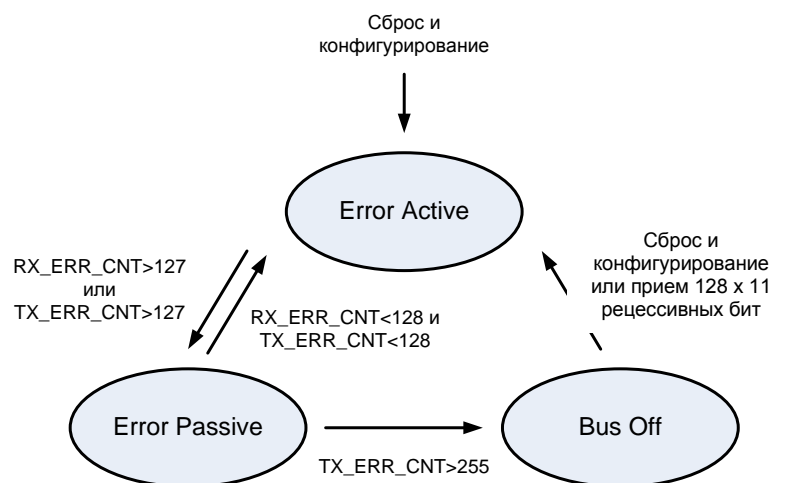 Сброс и
конфигурирование
Error Active
Сброс и
конфигурирование
или прием 128 x 11
рецессивных бит
RX_ERR_CNT>127
или
TX_ERR_CNT>127
RX_ERR_CNT<128 и
TX_ERR_CNT<128
Error Passive
Bus Off
TX_ERR_CNT>255